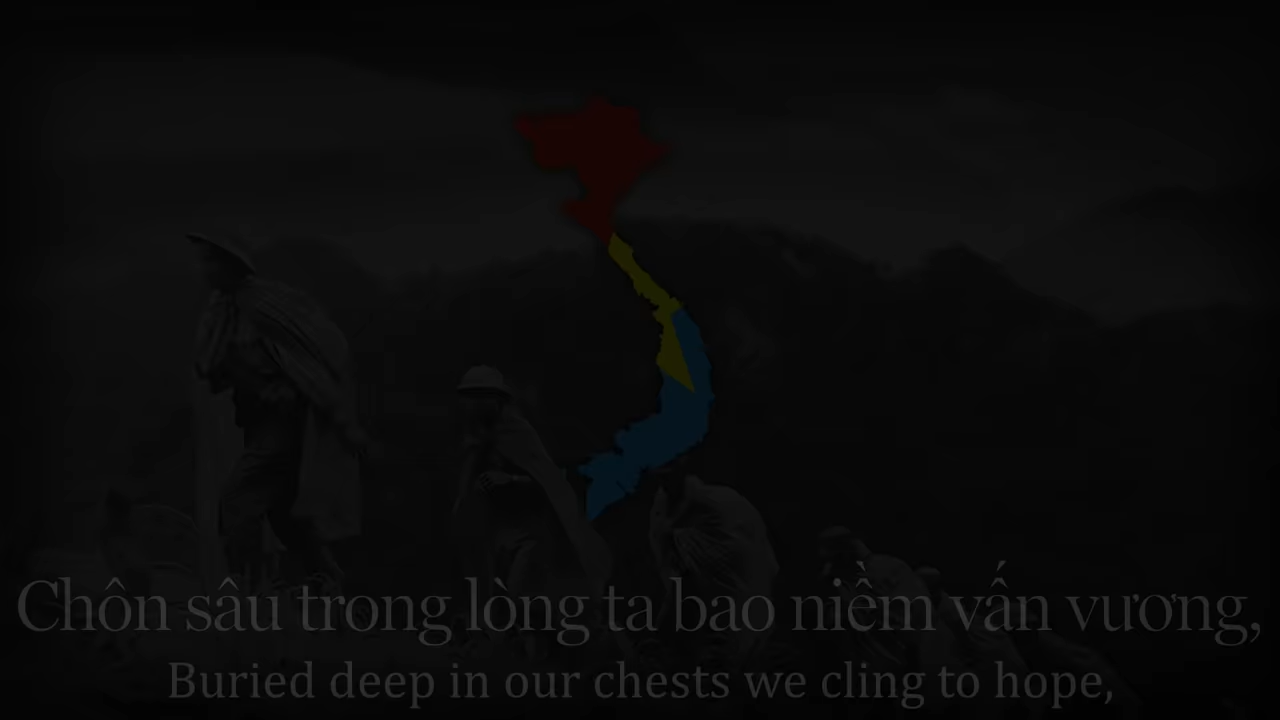 Chôn sâu trong lòng ta bao niềm vấn vương,
Buried deep in our chests we cling to hope,